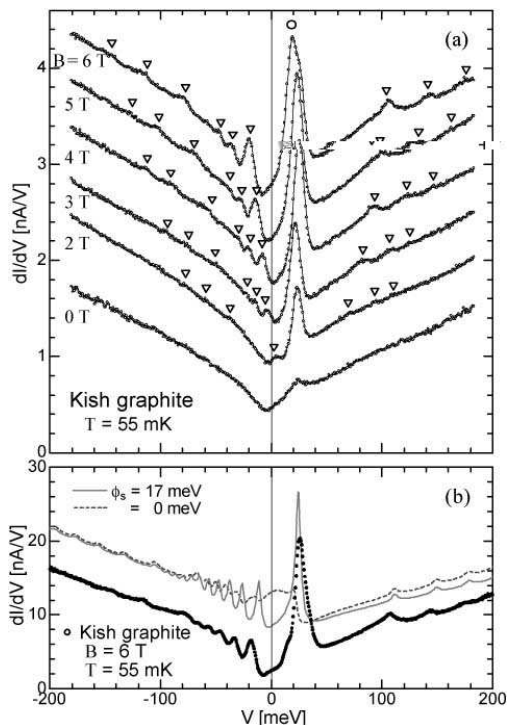 (a)
B = 6 T
5 T
4 T
3 T
2 T
0 T
Kish graphite
T = 55 mK
dI/dV [nA/V]
4
3
2
1
0
(b)
ϕs = 17 meV
= 0 meV
Kish graphite
B = 6 T
T = 55 mK
dI/dV [nA/V]
30
20
10
0
-200
-100
0
100
200
V [meV]